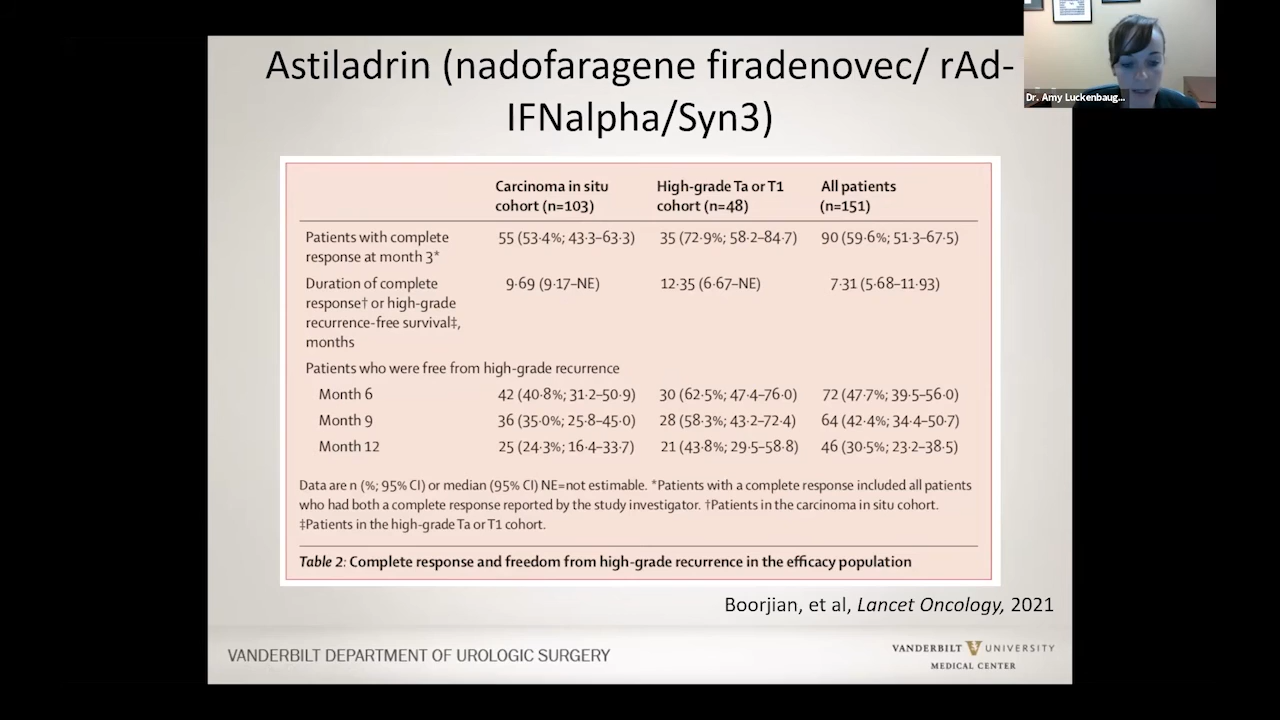 Astiladrin (nadofaragene firadenovec/ rAd-
IFNalpha/Syn3)
Dr. Amy Luckenbaug...
Carcinoma in situ cohort (n=103)
High-grade Ta or T1 cohort (n=48)
All patients (n=151)
Patients with complete response at month 3* 55 (53·4%; 43·3–63·3) 35 (72·9%; 58·2–84·7) 90 (59·6%; 51·3–67·5)
Duration of complete response† or high-grade recurrence-free survival‡, months 9·69 (9·17–NE) 12·35 (6·67–NE) 7·31 (5·68–11·93)
Patients who were free from high-grade recurrence
Month 6 42 (40·8%; 31·2–50·9) 30 (62·5%; 47·4–76·0) 72 (47·7%; 39·5–56·0)
Month 9 36 (35·0%; 25·8–45·0) 28 (58·3%; 43·2–72·4) 64 (42·4%; 34·4–50·7)
Month 12 25 (24·3%; 16·4–33·7) 21 (43·8%; 29·5–58·8) 46 (30·5%; 23·2–38·5)
Data are n (%; 95% CI) or median (95% CI) NE=not estimable. *Patients with a complete response included all patients
who had both a complete response reported by the study investigator. †Patients in the carcinoma in situ cohort.
‡Patients in the high-grade Ta or T1 cohort.
Table 2: Complete response and freedom from high-grade recurrence in the efficacy population
Boorjian, et al, Lancet Oncology, 2021
VANDERBILT DEPARTMENT OF UROLOGIC SURGERY
VANDERBILT UNIVERSITY
MEDICAL CENTER